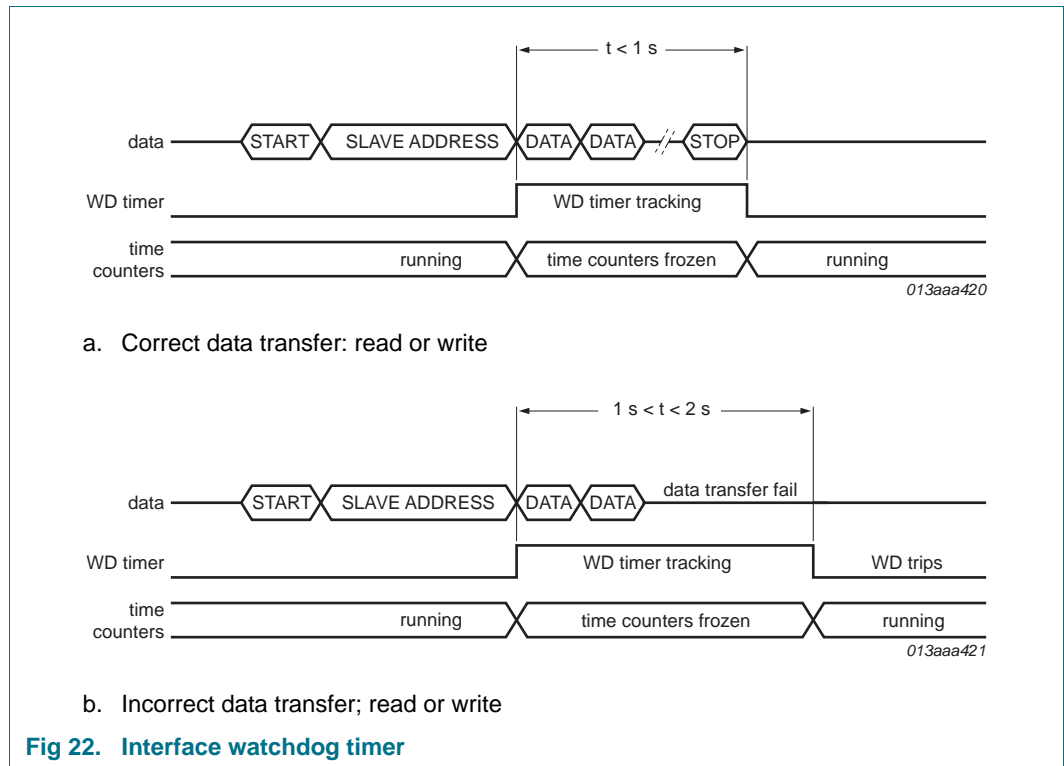 t < 1 s
data START SLAVE ADDRESS DATA DATA STOP
WD timer WD timer tracking
time
counters running time counters frozen running
013aaa420
a. Correct data transfer: read or write
1 s < t < 2 s
data START SLAVE ADDRESS DATA DATA data transfer fail
WD timer WD timer tracking WD trips
time
counters running time counters frozen running
013aaa421
b. Incorrect data transfer; read or write
Fig 22. Interface watchdog timer